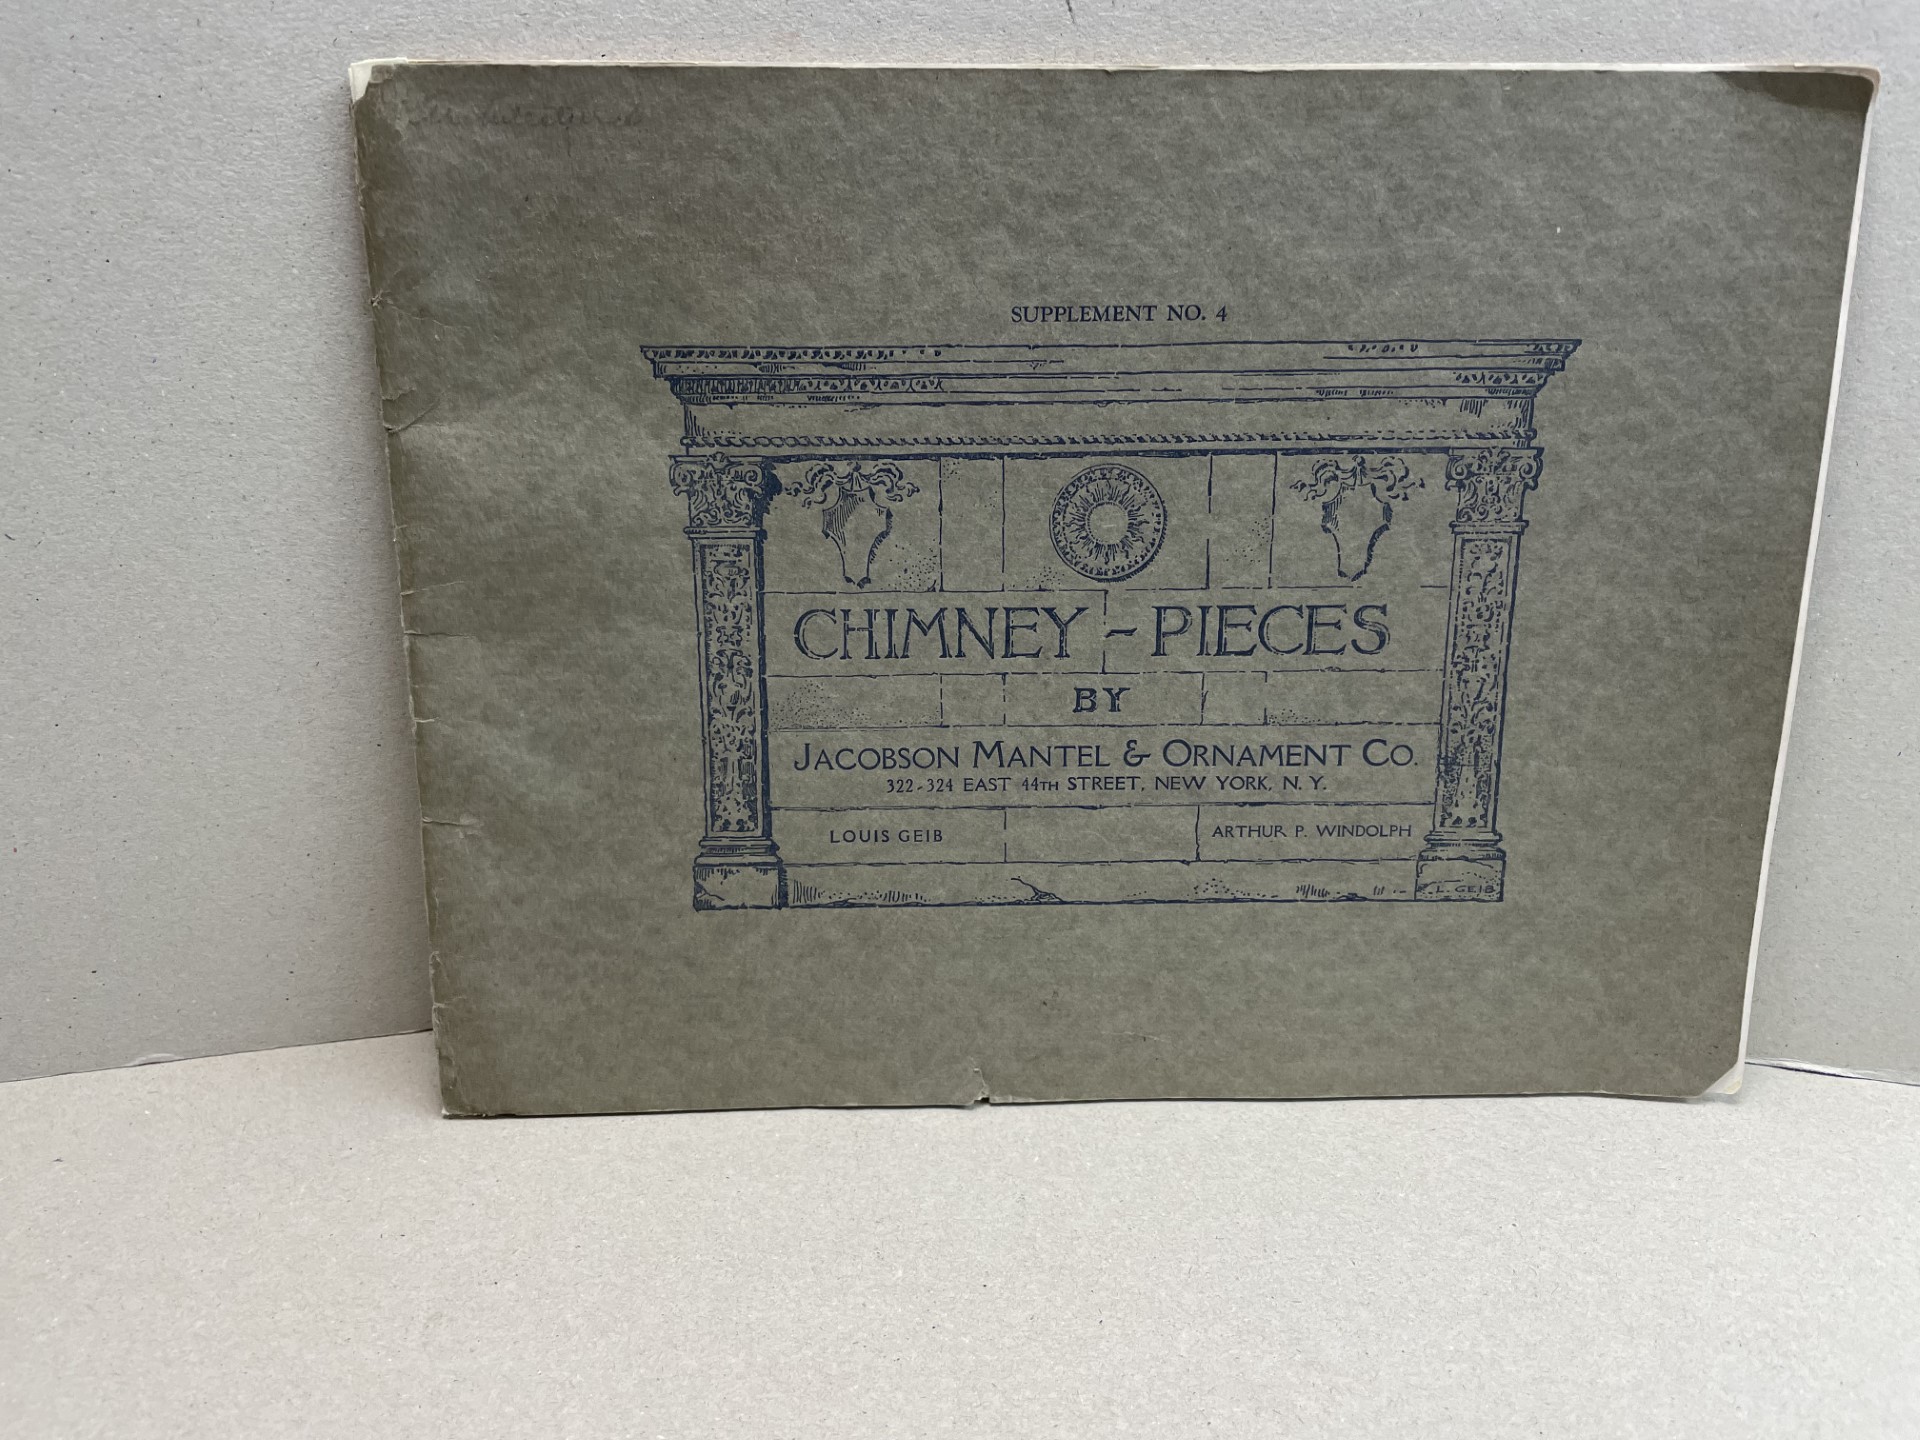 SUPPLEMENT NO. 4
CHIMNEY-PIECES
BY
JACOBSON MANTEL & ORNAMENT CO.
322-324 EAST 44TH STREET, NEW YORK, N. Y.
LOUIS GEIB
ARTHUR P. WINDOLPH
L. GEIB